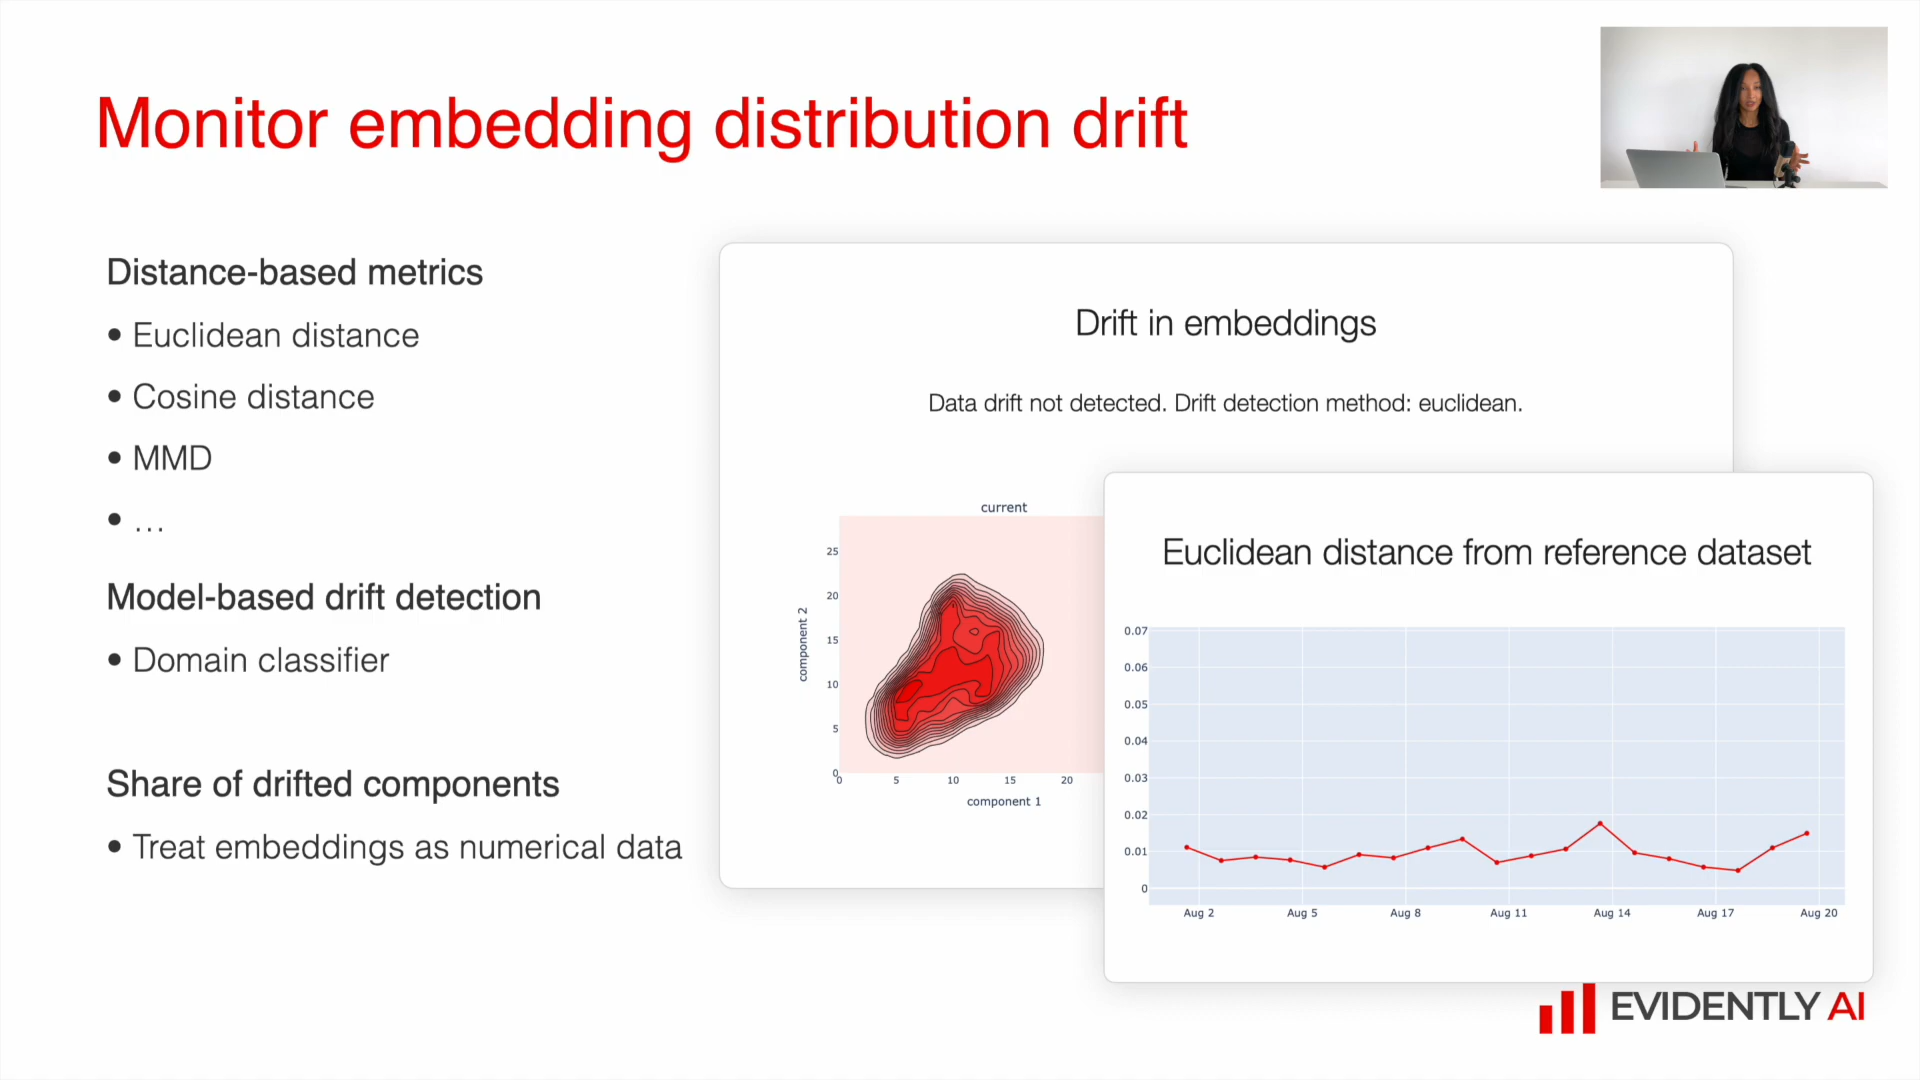 Monitor embedding distribution drift
Distance-based metrics
• Euclidean distance
• Cosine distance
• MMD
• ...
Model-based drift detection
• Domain classifier
Share of drifted components
• Treat embeddings as numerical data
Drift in embeddings
Data drift not detected. Drift detection method: euclidean.
current
25
20
15
10
5
0
component 2
0 5 10 15 20
component 1
Euclidean distance from reference dataset
0.07
0.06
0.05
0.04
0.03
0.02
0.01
0
Aug 2 Aug 5 Aug 8 Aug 11 Aug 14 Aug 17 Aug 20
EVIDENTLY AI